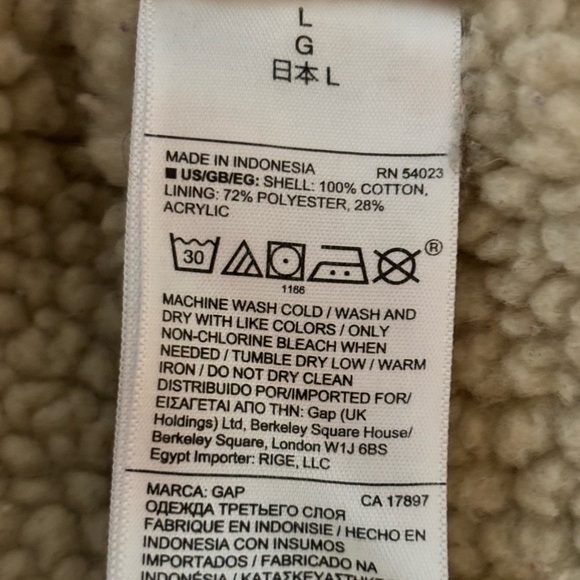 L
G
日本 L
MADE IN INDONESIA RN 54023
■ US/GB/EG: SHELL: 100% COTTON,
LINING: 72% POLYESTER, 28%
ACRYLIC
30 ®
1166
MACHINE WASH COLD / WASH AND
DRY WITH LIKE COLORS / ONLY
NON-CHLORINE BLEACH WHEN
NEEDED / TUMBLE DRY LOW / WARM
IRON / DO NOT DRY CLEAN
DISTRIBUIDO POR/IMPORTED FOR/
ΕΙΣΑΓΕΤΑΙ ΑΠΟ ΤΗΝ: Gap (UK
Holdings) Ltd, Berkeley Square House/
Berkeley Square, London W1J 6BS
Egypt Importer: RIGE, LLC
MARCA: GAP CA 17897
ОДЕЖДА ТРЕТЬЕГО СЛОЯ
FABRIQUE EN INDONISIE / HECHO EN
INDONESIA CON INSUMOS
IMPORTADOS / FABRICADO NA
INDONÉSIA / ΚΑΤΑΣΚΕΥΑΣΤΗΚΕ